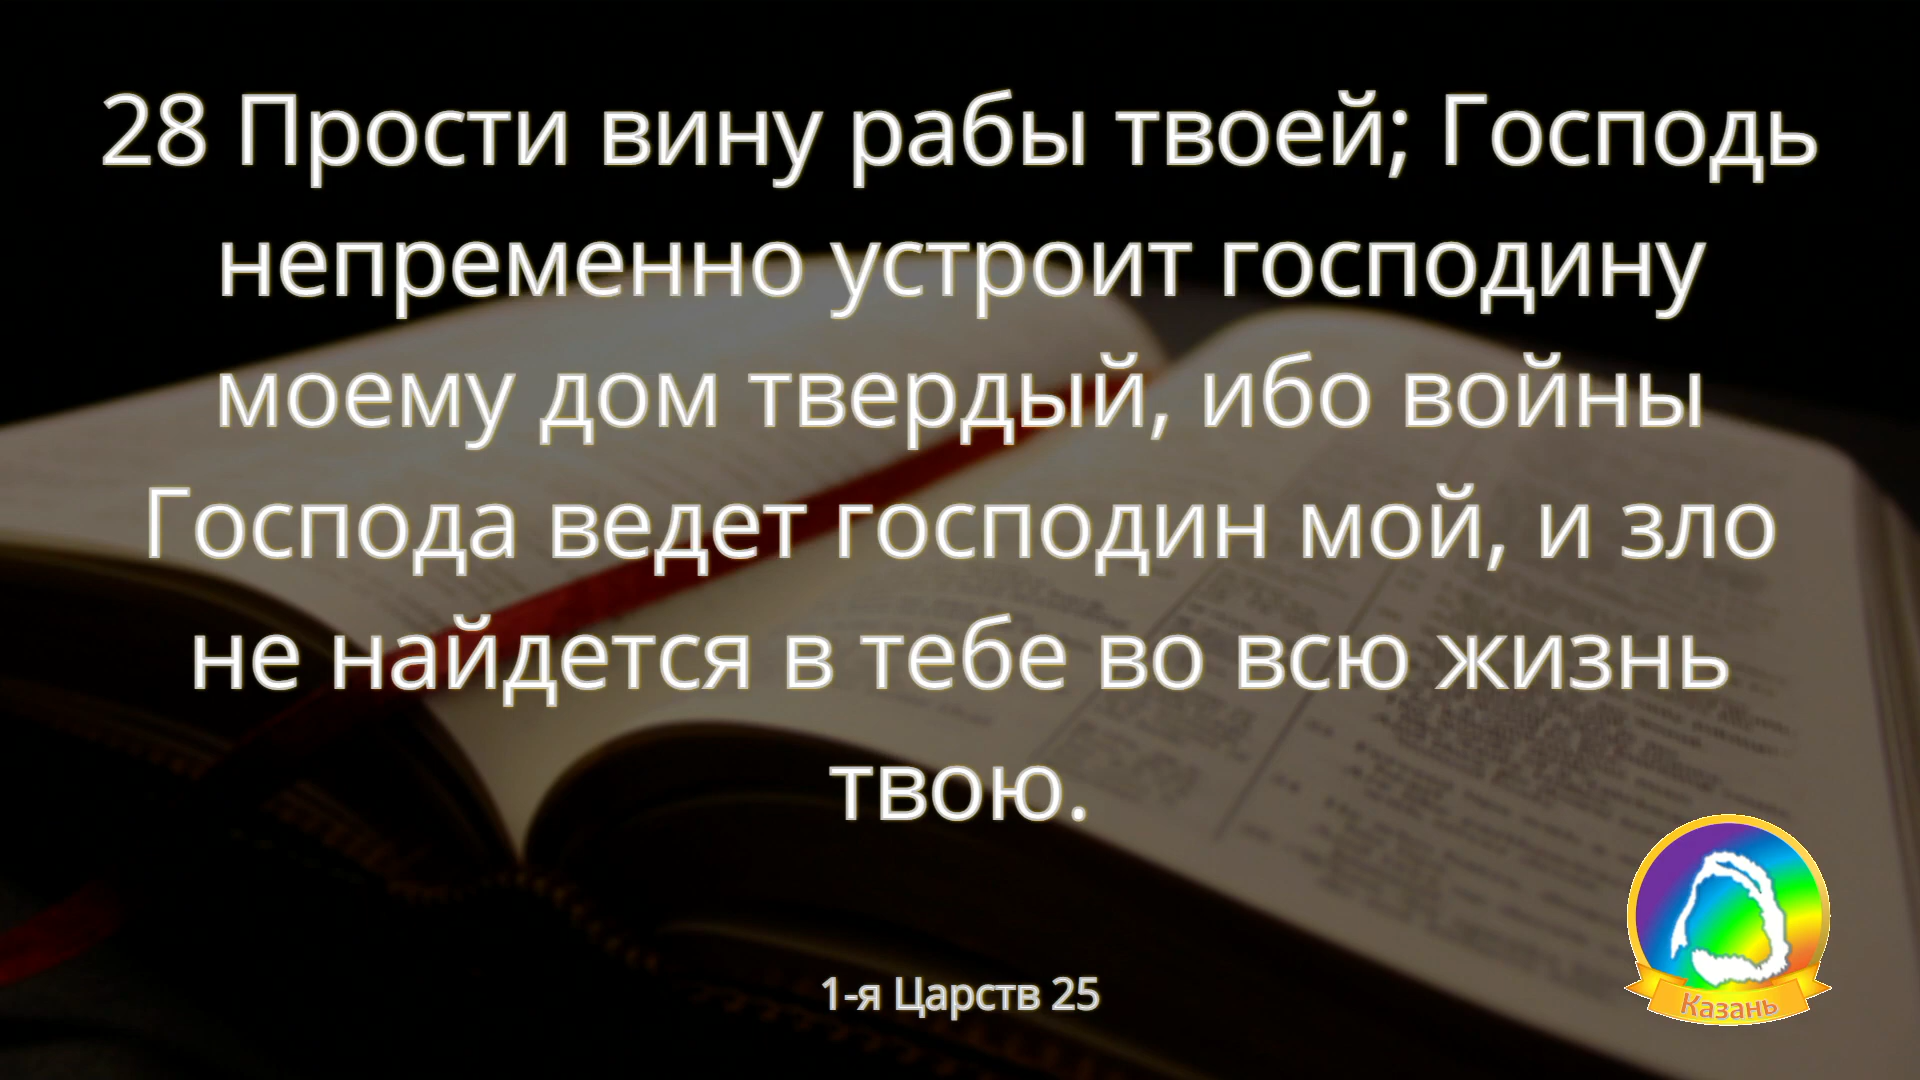 28 Прости вину рабы твоей; Господь
непременно устроит господину
моему дом твердый, ибо войны
Господа ведет господин мой, и зло
не найдется в тебе во всю жизнь
твою.
1-я Царств 25
Казань